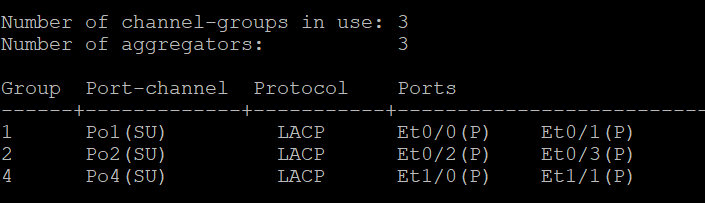 Number of channel-groups in use: 3
Number of aggregators:           3
Group  Port-channel  Protocol    Ports
------+-------------+-----------+--------------------------
1      Po1(SU)         LACP      Et0/0(P)    Et0/1(P)
2      Po2(SU)         LACP      Et0/2(P)    Et0/3(P)
4      Po4(SU)         LACP      Et1/0(P)    Et1/1(P)